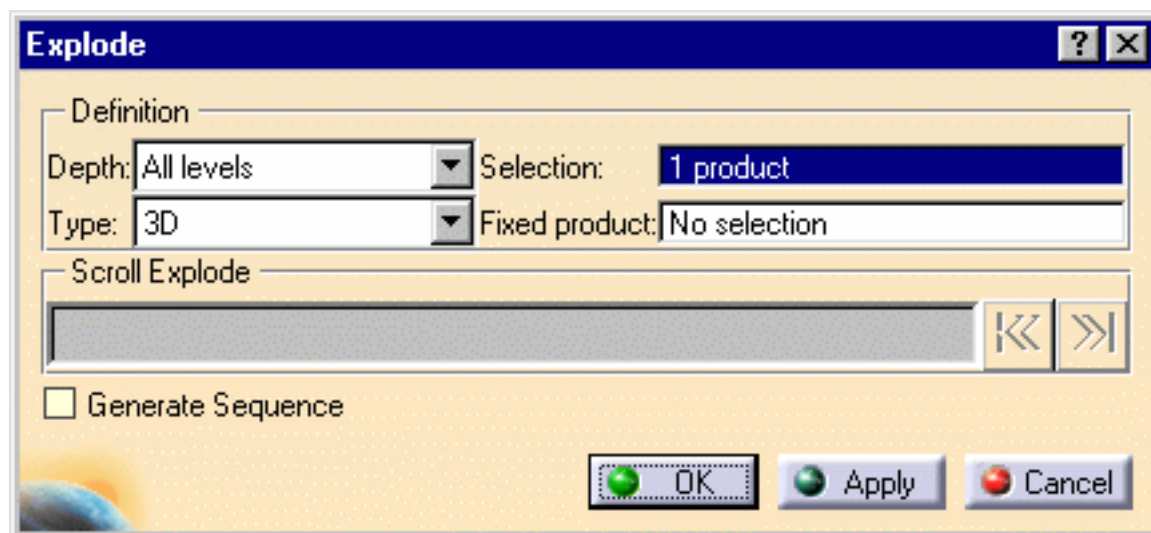 Explode
Definition
Depth: All levels Selection: 1 product
Type: 3D Fixed product: No selection
Scroll Explode
Generate Sequence
OK Apply Cancel